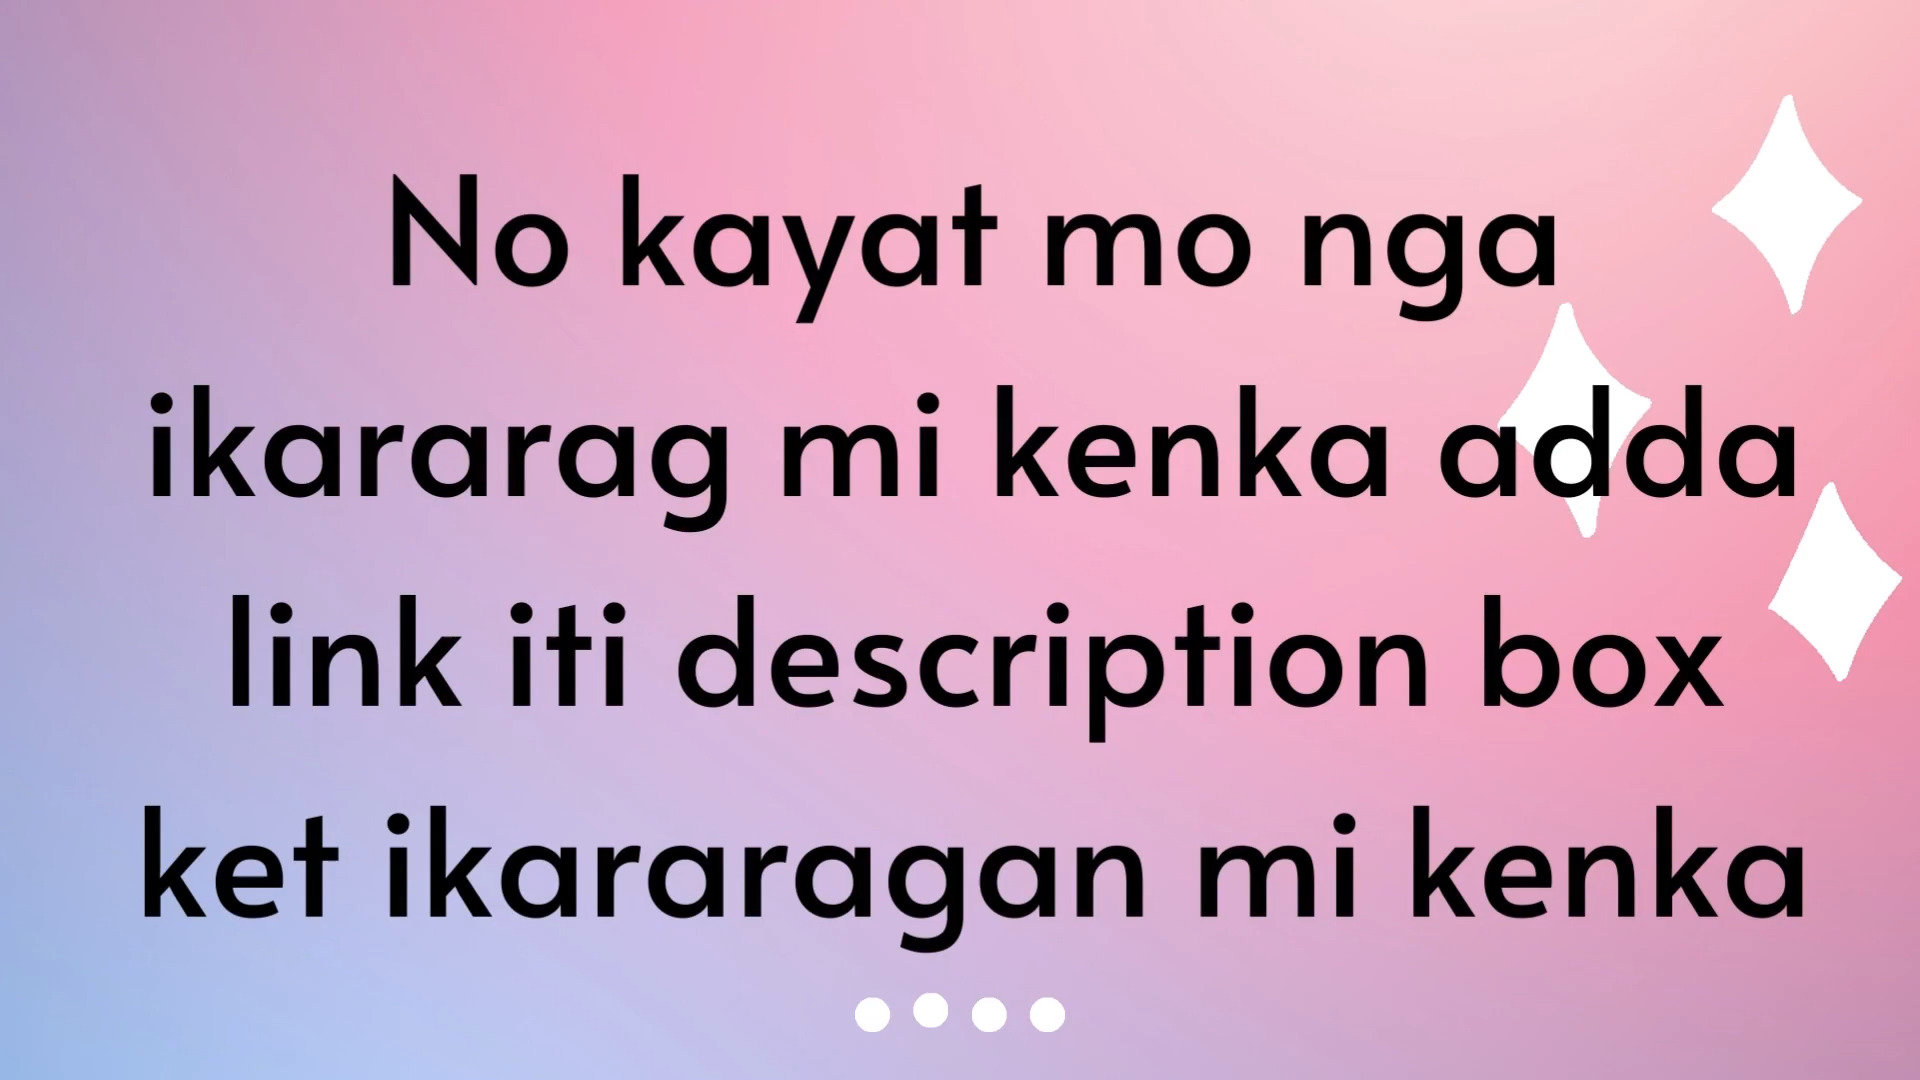 No kayat mo nga
ikararag mi kenka adda
link iti description box
ket ikararagan mi kenka